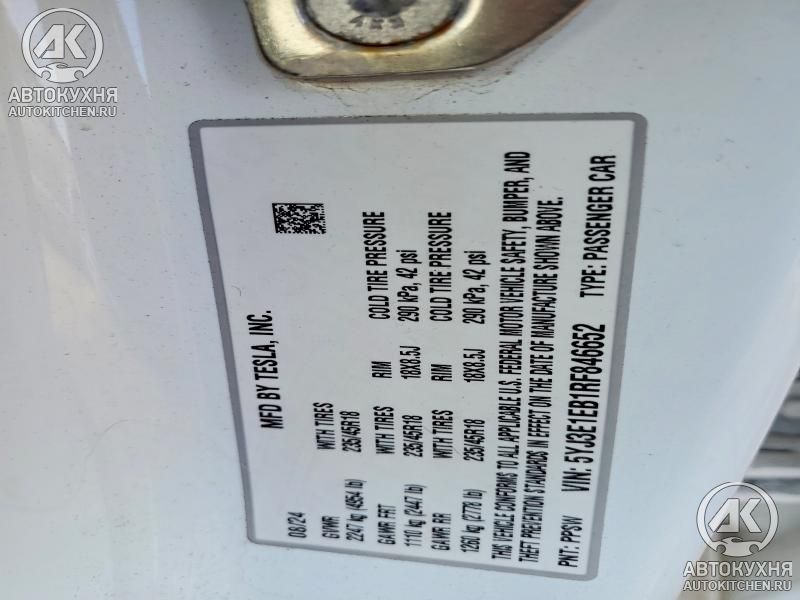 AK
АВТОКУХНЯ
AUTOKITCHEN.RU
MFD BY TESLA, INC.
08/24
GVWR WITH TIRES RIM COLD TIRE PRESSURE
2247 kg (4954 lb) 235/45R18 18X8.5J 290 kPa, 42 psi
GAWR FRT
1110 kg (2447 lb)
GAWR RR WITH TIRES RIM COLD TIRE PRESSURE
1260 kg (2778 lb) 235/45R18 18X8.5J 290 kPa, 42 psi
THIS VEHICLE CONFORMS TO ALL APPLICABLE U.S. FEDERAL MOTOR VEHICLE SAFETY, BUMPER, AND
THEFT PREVENTION STANDARDS IN EFFECT ON THE DATE OF MANUFACTURE SHOWN ABOVE.
PNT: PPSW VIN: 5YJ3E1EB1RF846652 TYPE: PASSENGER CAR
AK
АВТОКУХНЯ
AUTOKITCHEN.RU